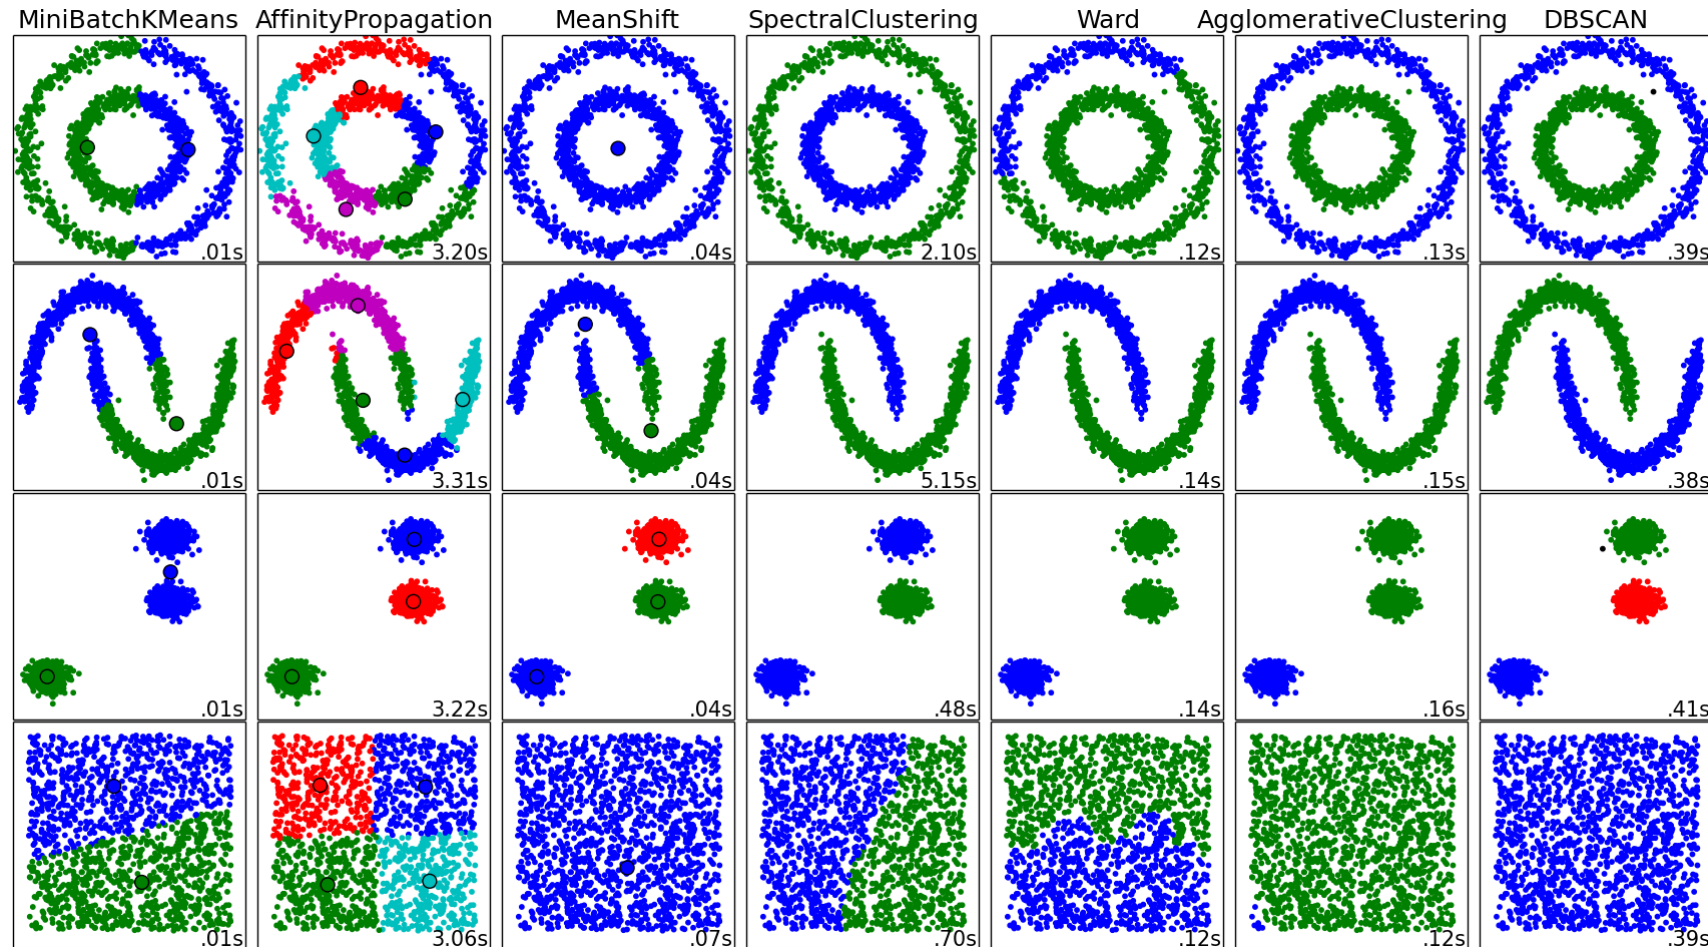 MiniBatchKMeans AffinityPropagation MeanShift SpectralClustering Ward AgglomerativeClustering DBSCAN
.01s 3.20s .04s 2.10s .12s .13s .39s
.01s 3.31s .04s 5.15s .14s .15s .38s
.01s 3.22s .04s .48s .14s .16s .41s
.01s 3.06s .07s .70s .12s .12s .39s